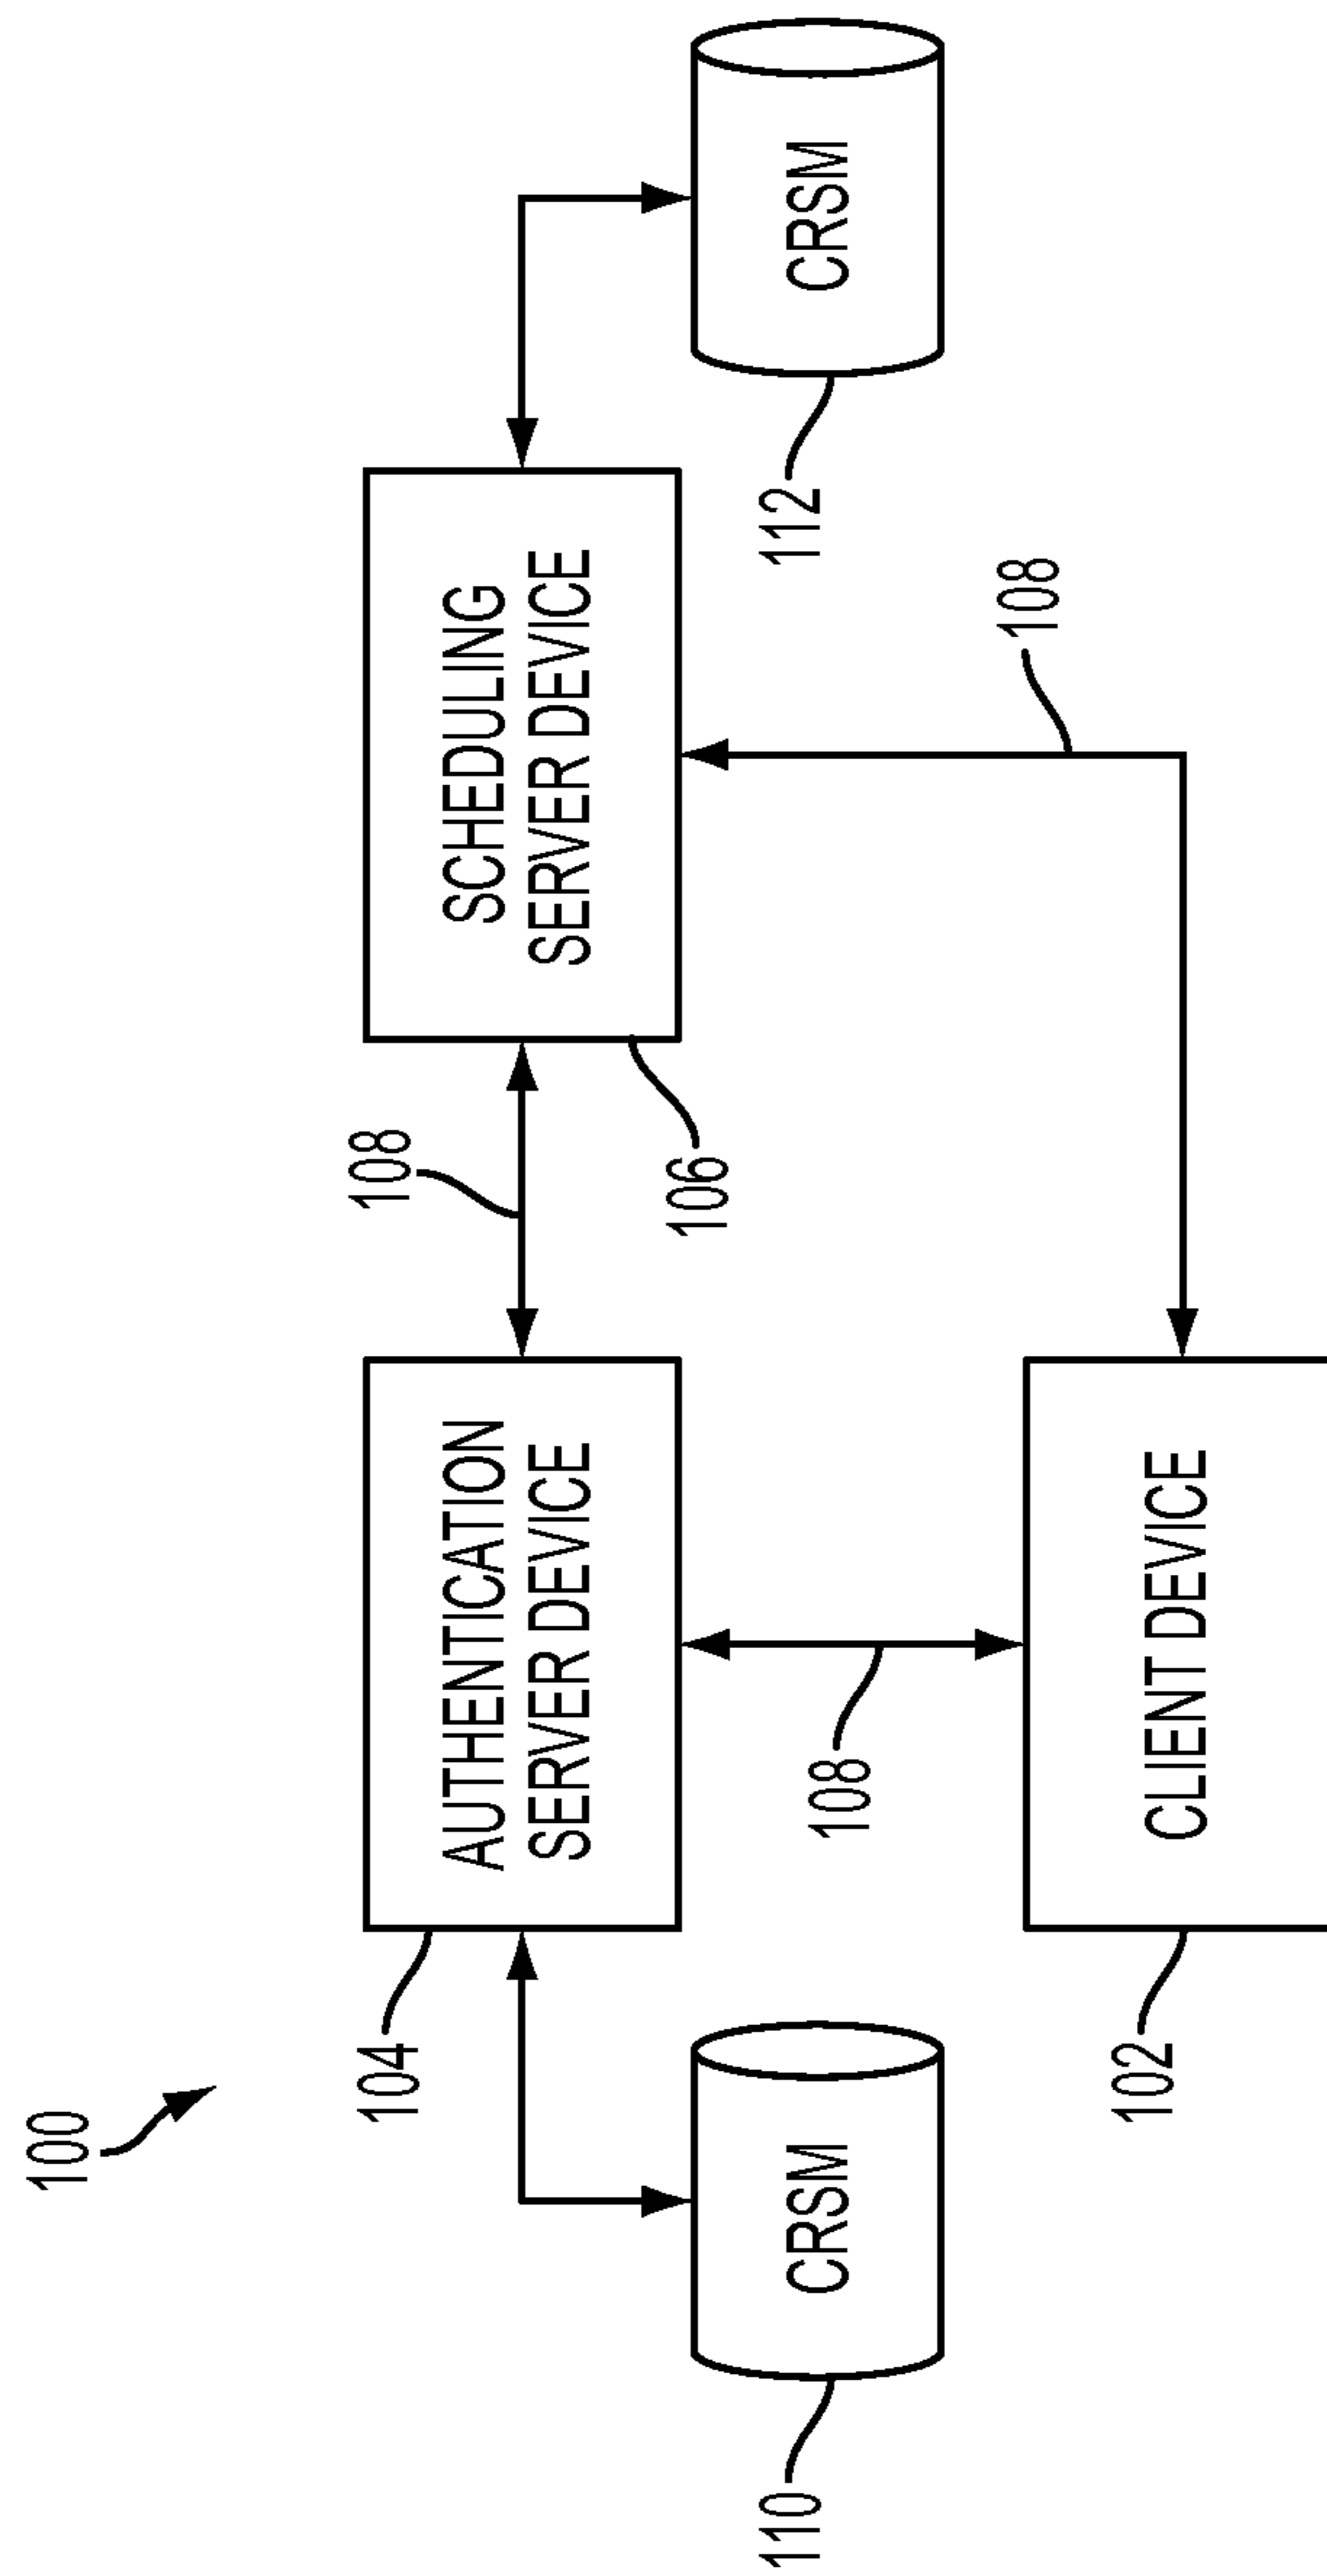 100
104
AUTHENTICATION
SERVER DEVICE
108
SCHEDULING
SERVER DEVICE
106
110
CRSM
108
112
CRSM
108
102
CLIENT DEVICE